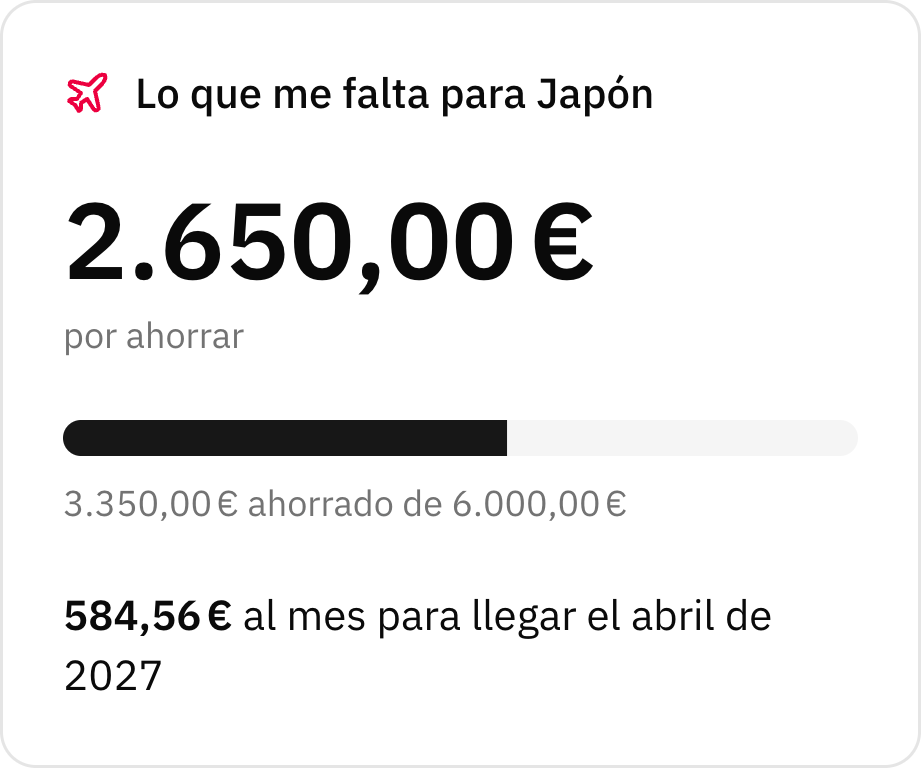 Lo que me falta para Japón
2.650,00 €
por ahorrar
3.350,00 € ahorrado de 6.000,00 €
584,56 € al mes para llegar el abril de
2027